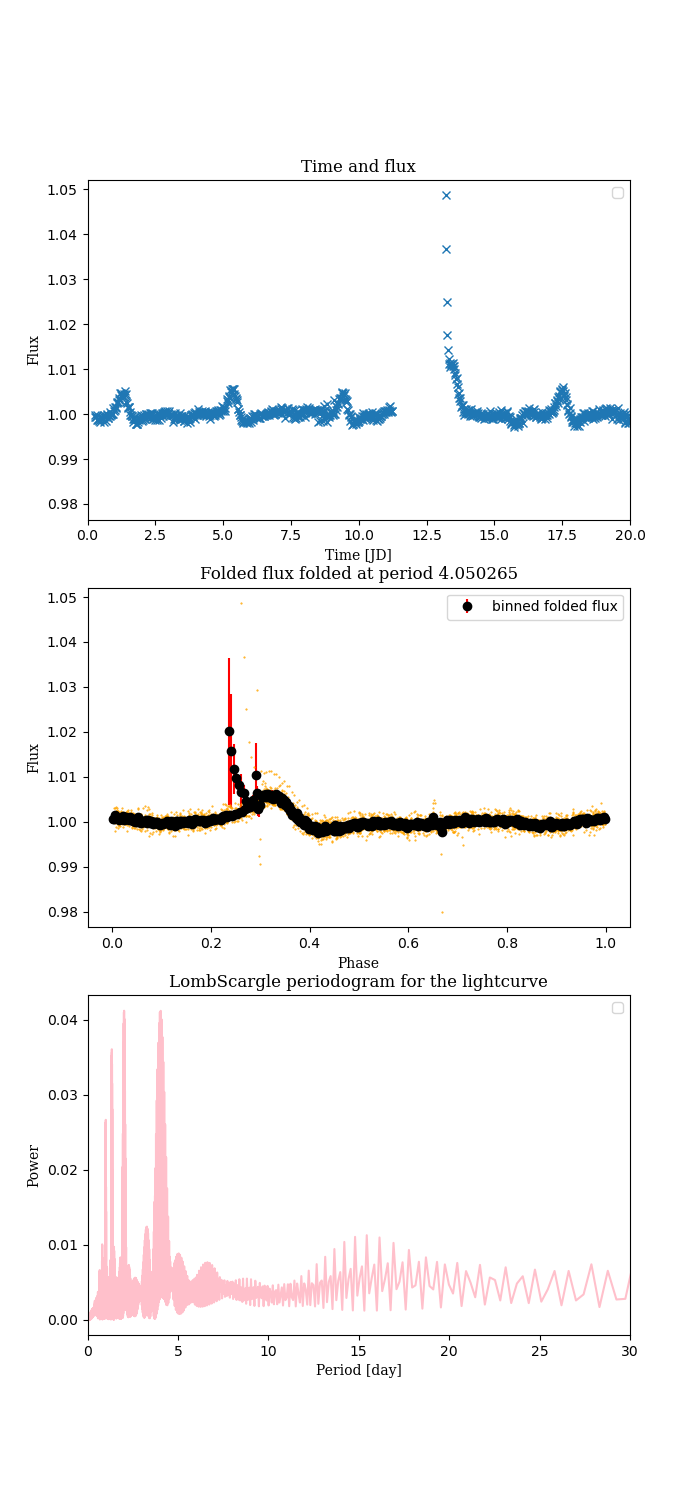 Time and flux
1.05
1.04
1.03
1.02
1.01
1.00
0.99
0.98
Flux
0.0 2.5 5.0 7.5 10.0 12.5 15.0 17.5 20.0
Time [JD]
Folded flux folded at period 4.050265
binned folded flux
1.05
1.04
1.03
1.02
1.01
1.00
0.99
0.98
Flux
0.0 0.2 0.4 0.6 0.8 1.0
Phase
LombScargle periodogram for the lightcurve
0.04
0.03
0.02
0.01
0.00
Power
0 5 10 15 20 25 30
Period [day]